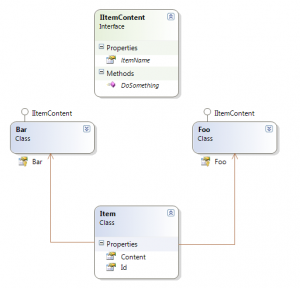 IItemContent
Interface
Properties
ItemName
Methods
DoSomething
IItemContent
Bar
Class
Bar
IItemContent
Foo
Class
Foo
Item
Class
Properties
Content
Id